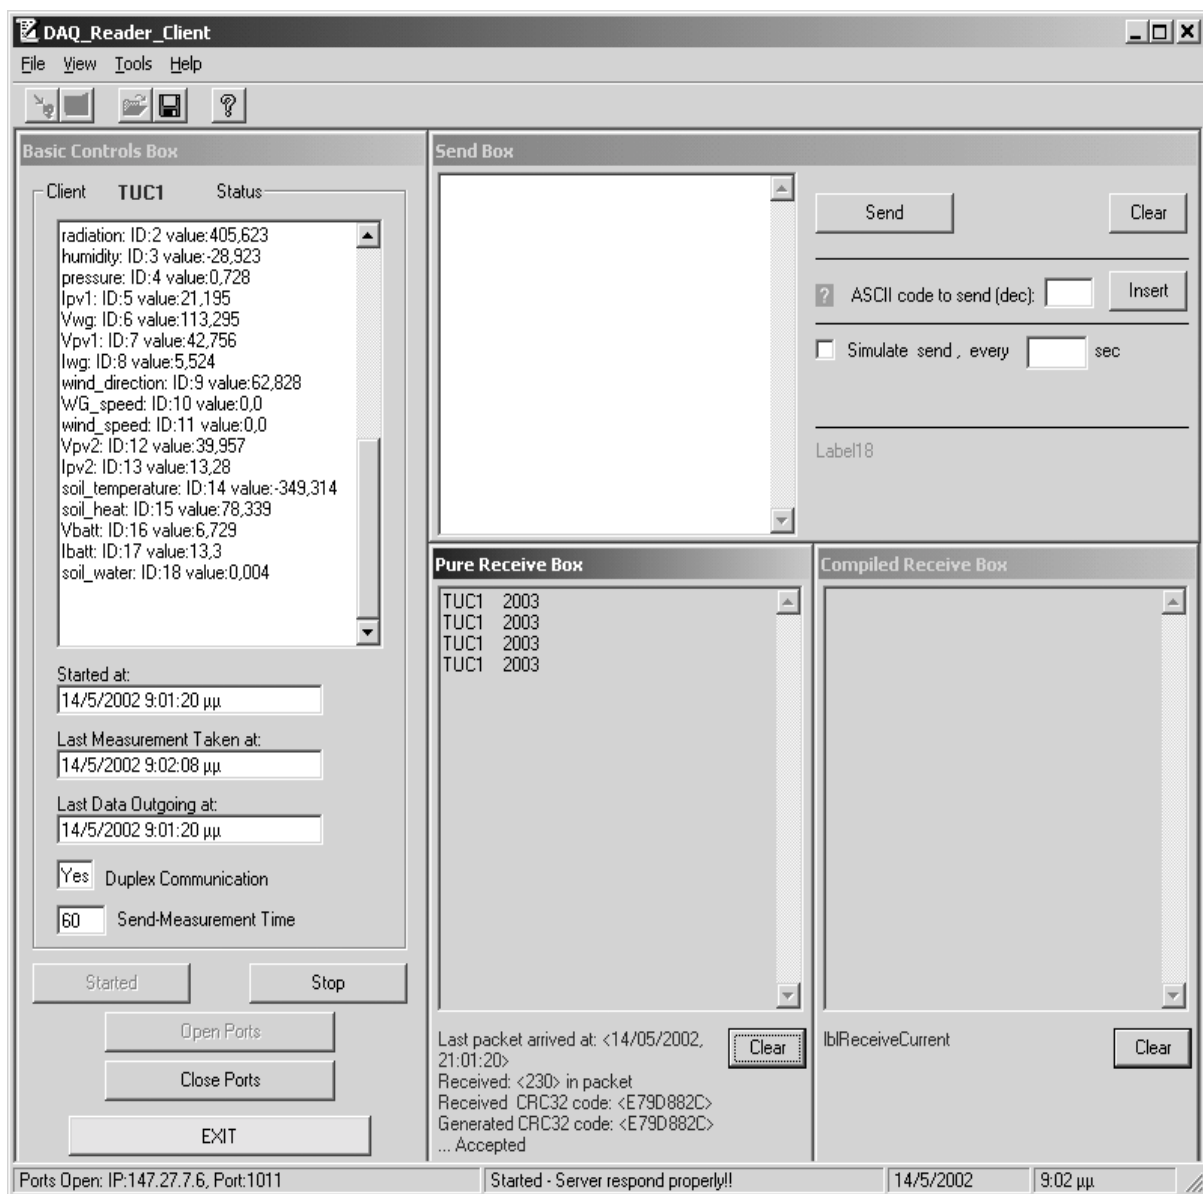 DAQ_Reader_Client
File View Tools Help
Basic Controls Box
Client TUC1 Status
radiation: ID:2 value:405,623
humidity: ID:3 value:-28,923
pressure: ID:4 value:0,728
Ipv1: ID:5 value:21,195
Vwg: ID:6 value:113,295
Vpv1: ID:7 value:42,756
Iwg: ID:8 value:5,524
wind_direction: ID:9 value:62,828
WG_speed: ID:10 value:0,0
wind_speed: ID:11 value:0,0
Vpv2: ID:12 value:39,957
Ipv2: ID:13 value:13,28
soil_temperature: ID:14 value:-349,314
soil_heat: ID:15 value:78,339
Vbatt: ID:16 value:6,729
Ibatt: ID:17 value:13,3
soil_water: ID:18 value:0,004
Started at:
14/5/2002 9:01:20 μμ
Last Measurement Taken at:
14/5/2002 9:02:08 μμ
Last Data Outgoing at:
14/5/2002 9:01:20 μμ
Yes Duplex Communication
60 Send-Measurement Time
Started Stop
Open Ports
Close Ports
EXIT
Send Box
Send Clear
? ASCII code to send (dec): Insert
Simulate send , every sec
Label18
Pure Receive Box
TUC1 2003
TUC1 2003
TUC1 2003
TUC1 2003
Last packet arrived at: <14/05/2002,
21:01:20>
Received: <230> in packet
Received CRC32 code: <E79D882C>
Generated CRC32 code: <E79D882C>
... Accepted
Clear
Compiled Receive Box
lblReceiveCurrent
Clear
Ports Open: IP:147.27.7.6, Port:1011 Started - Server respond properly!! 14/5/2002 9:02 μμ